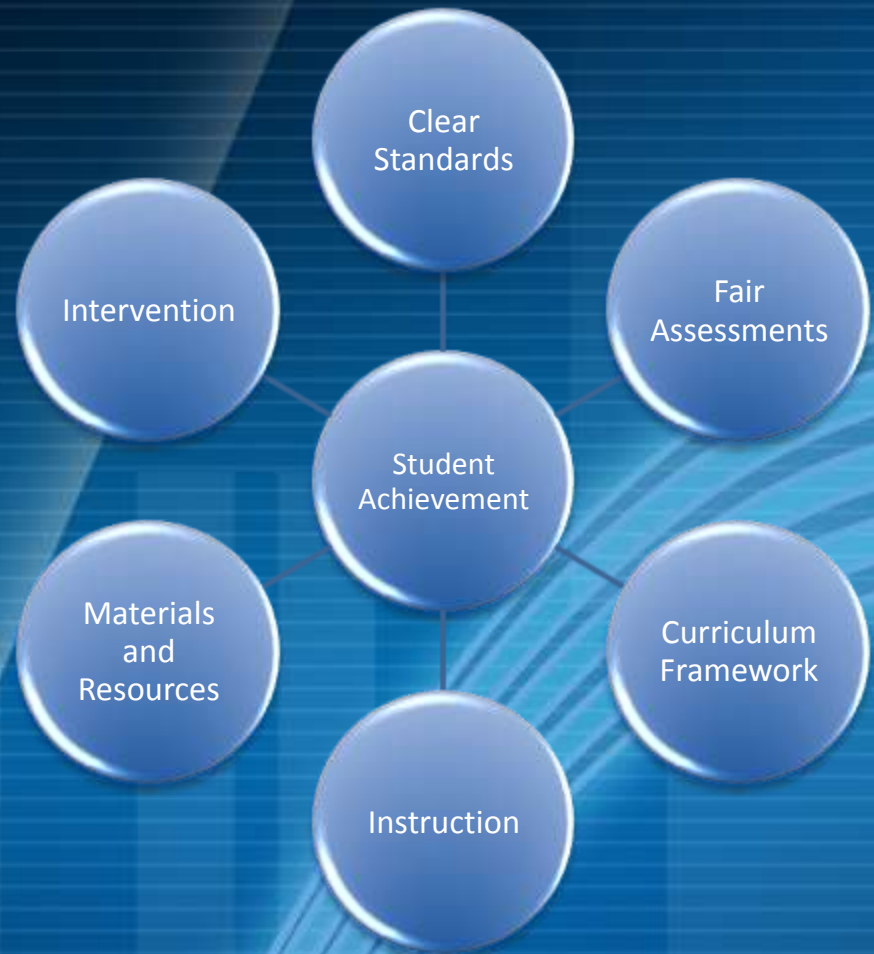 Clear
Standards
Fair
Assessments
Curriculum
Framework
Instruction
Materials
and
Resources
Intervention
Student
Achievement